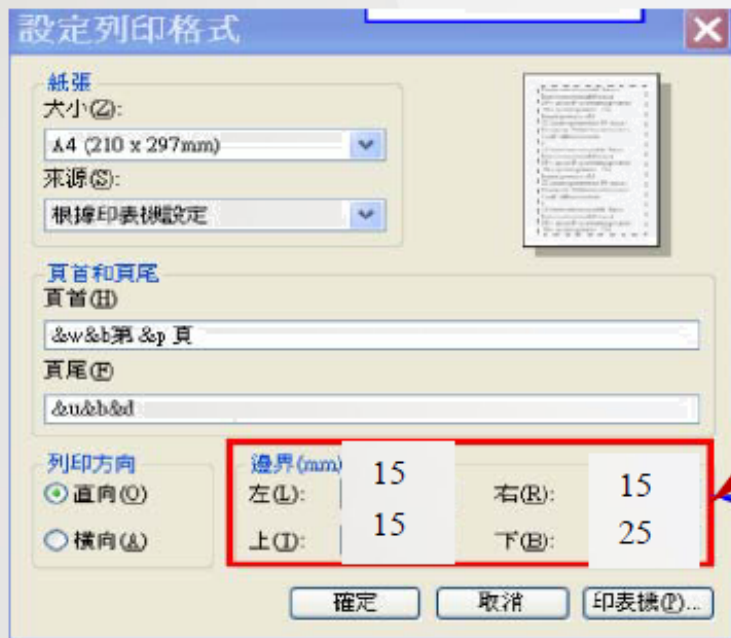 設定列印格式
紙張
大小(Z):
A4 (210 x 297mm)
來源(S):
根據印表機設定
頁首和頁尾
頁首(H)
&w&b第 &p 頁
頁尾(F)
&u&b&d
列印方向
直向(O)
橫向(A)
邊界(mm)
左(L): 15 右(R): 15
上(T): 15 下(B): 25
確定 取消 印表機(P)...